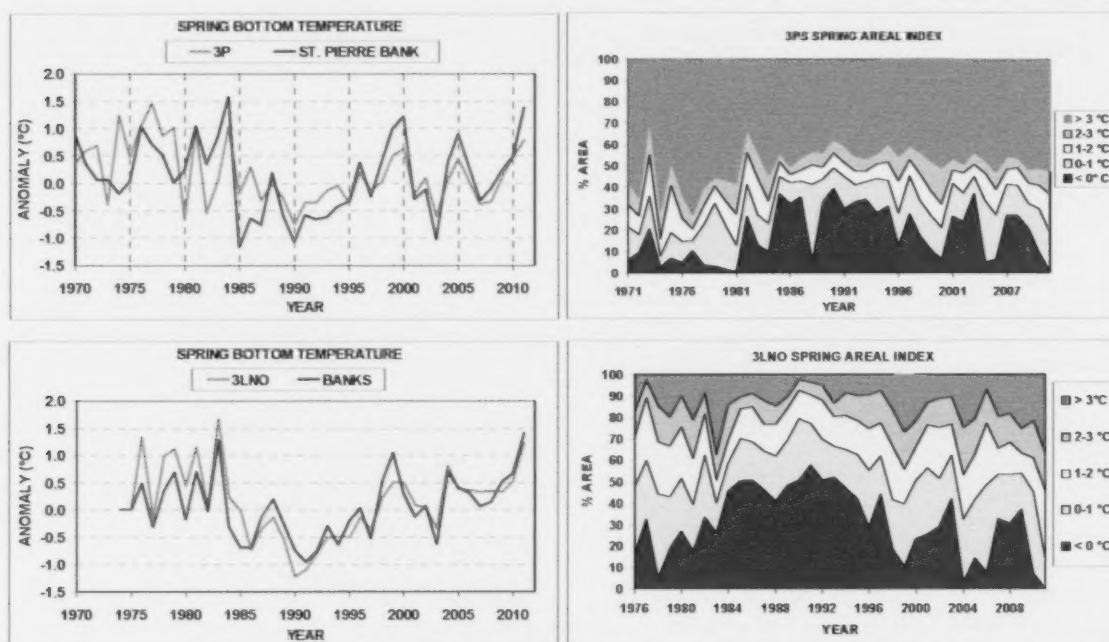 SPRING BOTTOM TEMPERATURE
3P ST. PIERRE BANK
2.0
1.5
1.0
0.5
0.0
-0.5
-1.0
-1.5
ANOMALY (°C)
1970 1975 1980 1985 1990 1995 2000 2005 2010
YEAR
3PS SPRING AREAL INDEX
100
90
80
70
60
50
40
30
20
10
0
% AREA
1971 1976 1981 1986 1991 1996 2001 2007
YEAR
> 3 °C
2-3 °C
1-2 °C
0-1 °C
< 0° °C
SPRING BOTTOM TEMPERATURE
3LNO BANKS
2.0
1.5
1.0
0.5
0.0
-0.5
-1.0
-1.5
ANOMALY (°C)
1970 1975 1980 1985 1990 1995 2000 2005 2010
YEAR
3LNO SPRING AREAL INDEX
100
90
80
70
60
50
40
30
20
10
0
% AREA
1976 1980 1984 1988 1992 1996 2000 2004 2008
YEAR
> 3°C
2-3 °C
1-2 °C
0-1 °C
< 0 °C